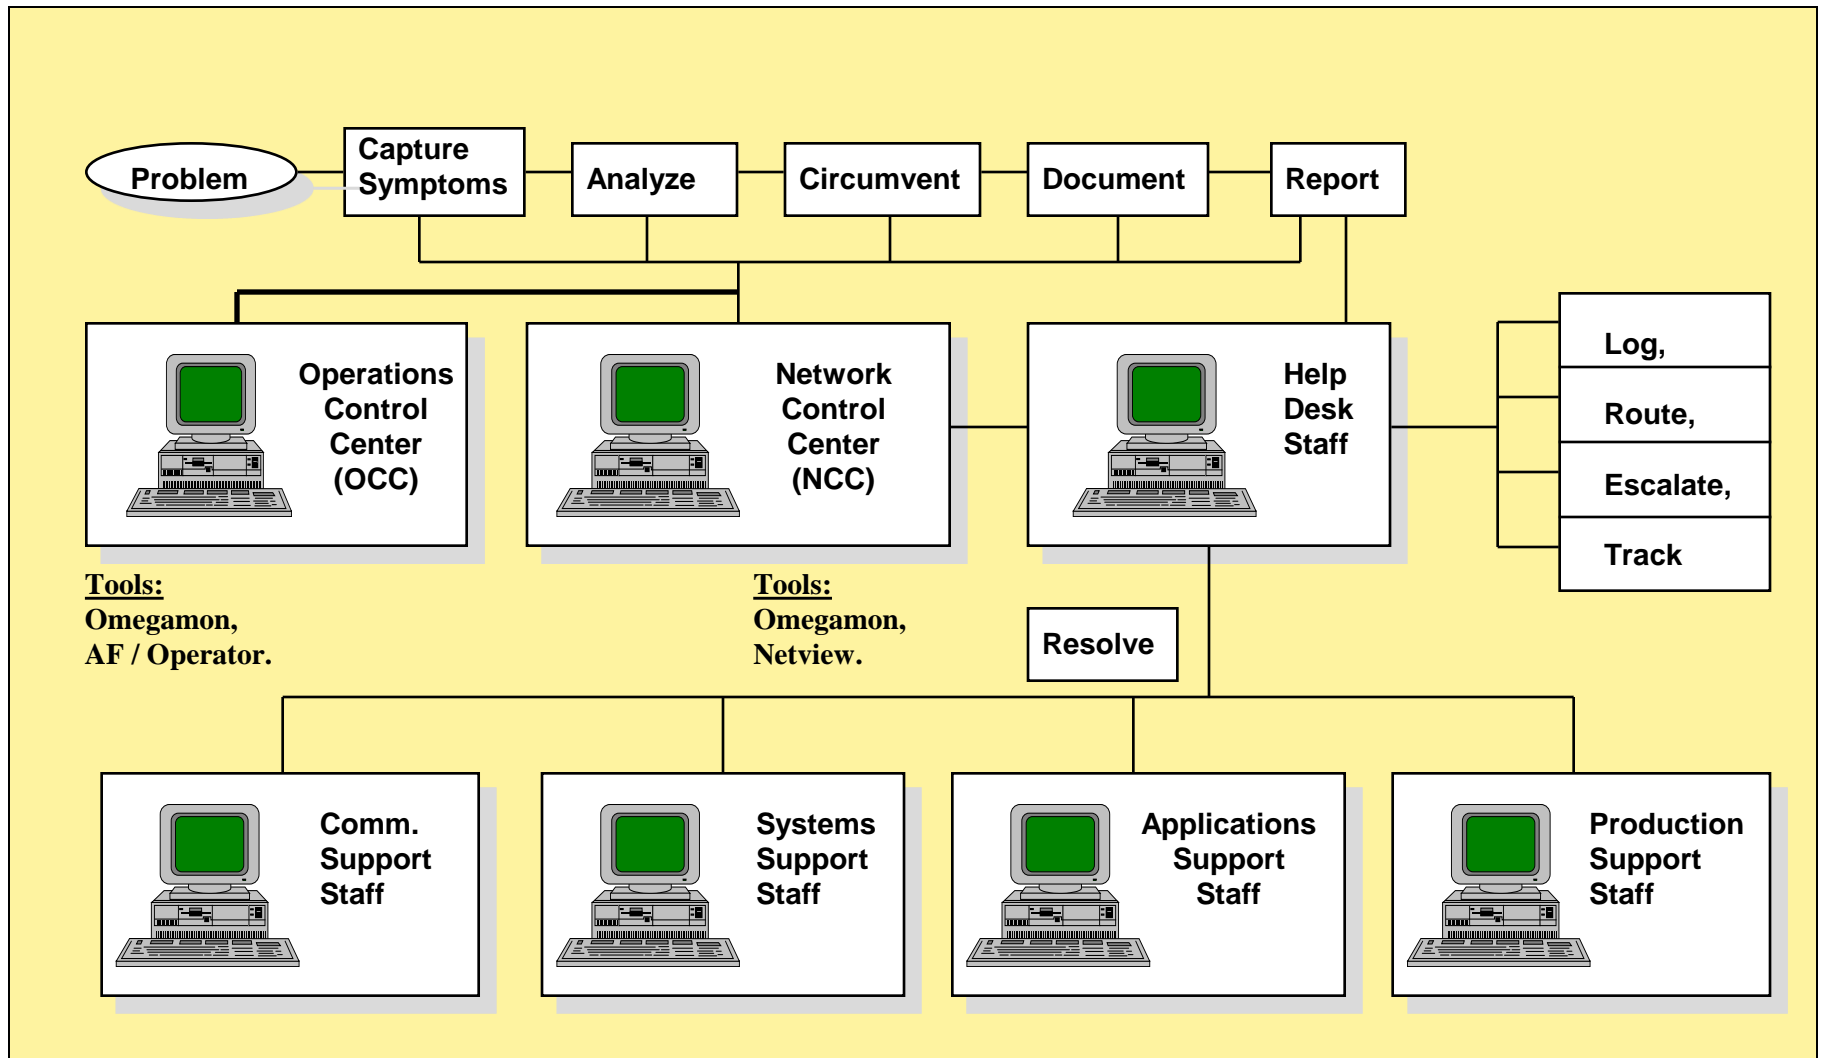 Problem
Capture
Symptoms
Analyze
Circumvent
Document
Report
Operations
Control
Center
(OCC)
Network
Control
Center
(NCC)
Help
Desk
Staff
Log,
Route,
Escalate,
Track
Tools:
Omegamon,
AF / Operator.
Tools:
Omegamon,
Netview.
Resolve
Comm.
Support
Staff
Systems
Support
Staff
Applications
Support
Staff
Production
Support
Staff